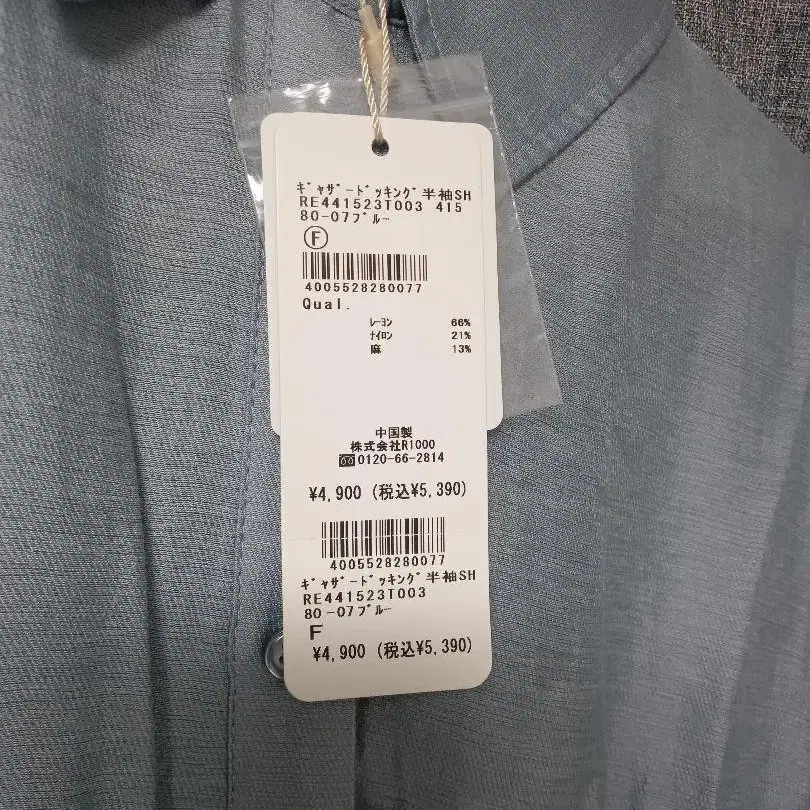 ｷﾞｬｻﾞｰﾄﾞｯｷﾝｸﾞ半袖SH
RE441523T003 415
80-07ﾌﾞﾙｰ
Ⓕ
4005528280077
Qual.
ﾚｰﾖﾝ 66%
ﾅｲﾛﾝ 21%
麻 13%
中国製
株式会社R1000
0120-66-2814
¥4,900 (税込¥5,390)
4005528280077
ｷﾞｬｻﾞｰﾄﾞｯｷﾝｸﾞ半袖SH
RE441523T003
80-07ﾌﾞﾙｰ
F
¥4,900 (税込¥5,390)